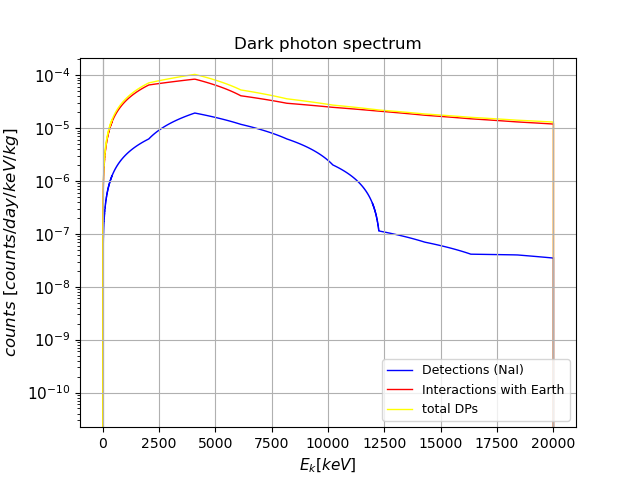 Dark photon spectrum
counts [counts/day/keV/kg]
10⁻⁴
10⁻⁵
10⁻⁶
10⁻⁷
10⁻⁸
10⁻⁹
10⁻¹⁰
Detections (NaI)
Interactions with Earth
total DPs
0 2500 5000 7500 10000 12500 15000 17500 20000
Eₖ[keV]